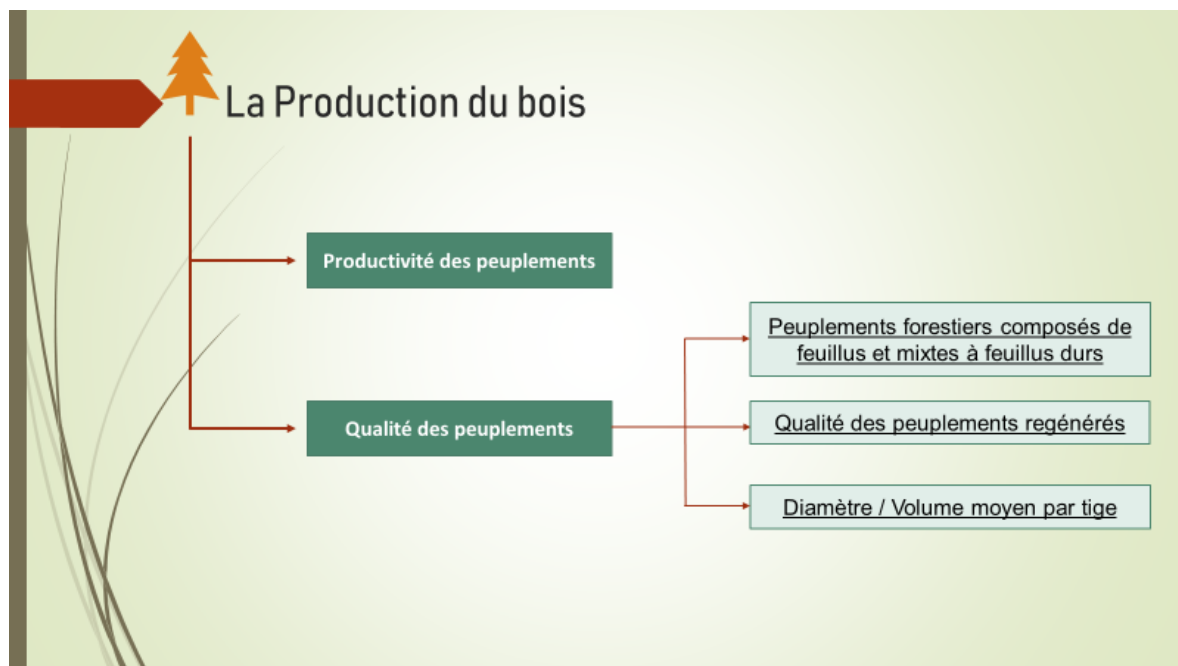 La Production du bois
Productivité des peuplements
Qualité des peuplements
Peuplements forestiers composés de
feuillus et mixtes à feuillus durs
Qualité des peuplements regénérés
Diamètre / Volume moyen par tige